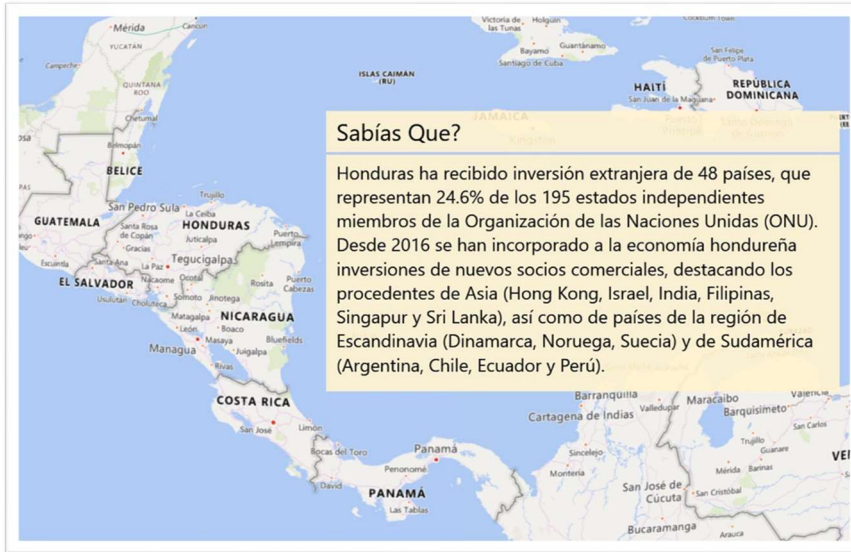 Mérida
Cancún
YUCATÁN
Campeche
QUINTANA
ROO
Chetumal
Belmopán
BELICE
Victoria de
las Tunas
Holguín
Bayamo
Guantánamo
Santiago de Cuba
ISLAS CAIMÁN
(RU)
San Felipe
de Puerto Plata
HAITÍ
REPÚBLICA
DOMINICANA
San Juan de la Maguana
JAMAICA
Kingston
Sabías Que?
Honduras ha recibido inversión extranjera de 48 países, que
representan 24.6% de los 195 estados independientes
miembros de la Organización de las Naciones Unidas (ONU).
Desde 2016 se han incorporado a la economía hondureña
inversiones de nuevos socios comerciales, destacando los
procedentes de Asia (Hong Kong, Israel, India, Filipinas,
Singapur y Sri Lanka), así como de países de la región de
Escandinavia (Dinamarca, Noruega, Suecia) y de Sudamérica
(Argentina, Chile, Ecuador y Perú).
GUATEMALA
Escuintla
San Pedro Sula
Trujillo
La Ceiba
Santa Rosa
de Copán
HONDURAS
Juticalpa
Gracias
Puerto
Lempira
Santa Ana
La Paz
Tegucigalpa
EL SALVADOR
Nacaome
Ocotal
Usulután
Choluteca
Somoto
Jinotega
Rosita
Puerto
Cabezas
Matagalpa
NICARAGUA
León
Boaco
Managua
Masaya
Bluefields
Juigalpa
Rivas
COSTA RICA
San José
Limón
Bocas del Toro
David
Panamá
Penonomé
PANAMÁ
Las Tablas
Barranquilla
Cartagena de Indias
Valledupar
Maracaibo
Valencia
Barquisimeto
San Carlos
Sincelejo
Montería
Trujillo
Guanare
Mérida
Barinas
San José de
Cúcuta
San Cristóbal
Bucaramanga
Arauca